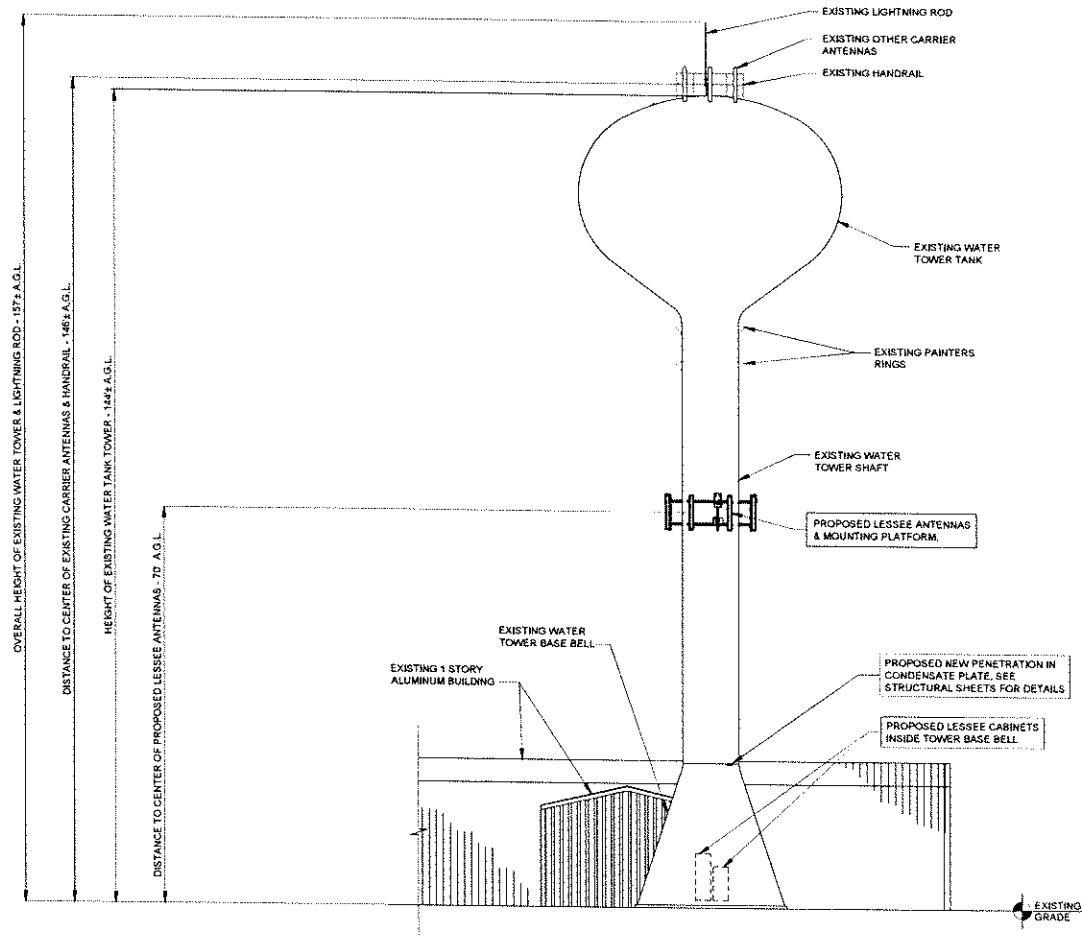 EXISTING LIGHTNING ROD
EXISTING OTHER CARRIER
ANTENNAS
EXISTING HANDRAIL
EXISTING WATER
TOWER TANK
EXISTING PAINTERS
RINGS
EXISTING WATER
TOWER SHAFT
PROPOSED LESSEE ANTENNAS
& MOUNTING PLATFORM.
EXISTING WATER
TOWER BASE BELL
EXISTING 1 STORY
ALUMINUM BUILDING
PROPOSED NEW PENETRATION IN
CONDENSATE PLATE, SEE
STRUCTURAL SHEETS FOR DETAILS
PROPOSED LESSEE CABINETS
INSIDE TOWER BASE BELL
EXISTING
GRADE
OVERALL HEIGHT OF EXISTING WATER TOWER & LIGHTNING ROD - 157'± A.G.L.
DISTANCE TO CENTER OF EXISTING CARRIER ANTENNAS & HANDRAIL - 146'± A.G.L.
HEIGHT OF EXISTING WATER TANK TOWER - 144'± A.G.L.
DISTANCE TO CENTER OF PROPOSED LESSEE ANTENNAS - 70' A.G.L.